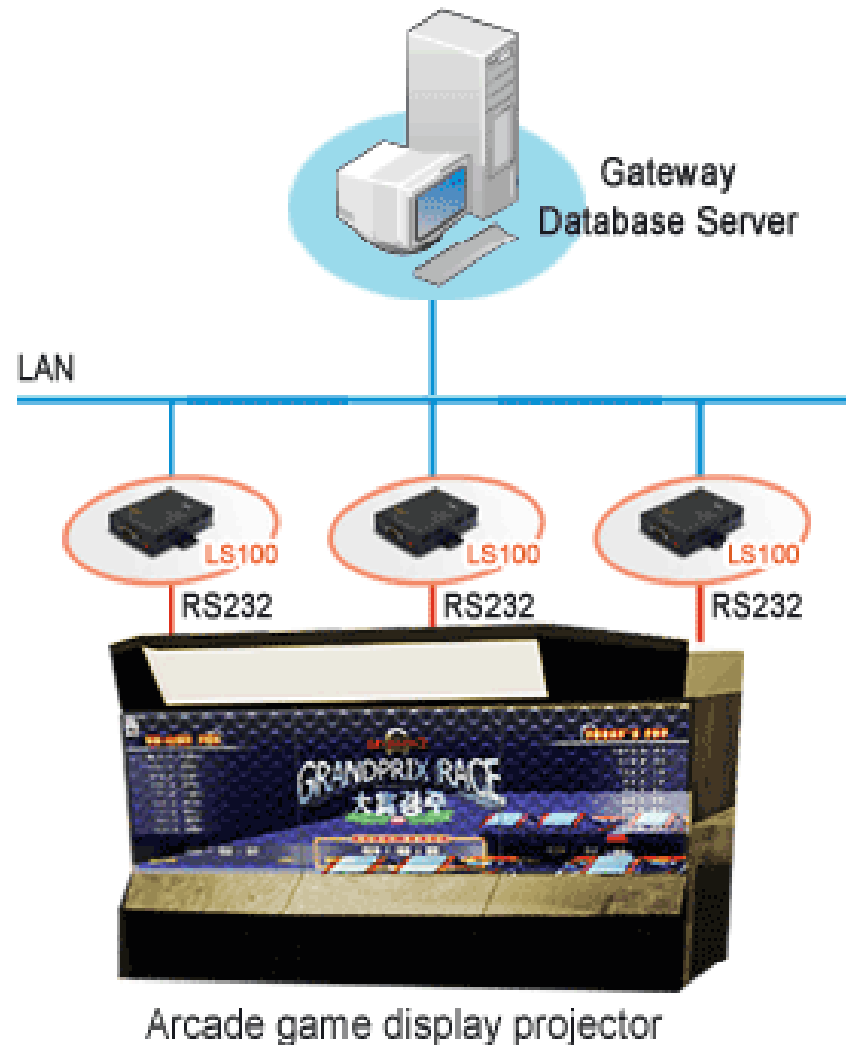 Gateway
Database Server
LAN
LS100
LS100
LS100
RS232
RS232
RS232
GRANDPRIX RACE
Arcade game display projector